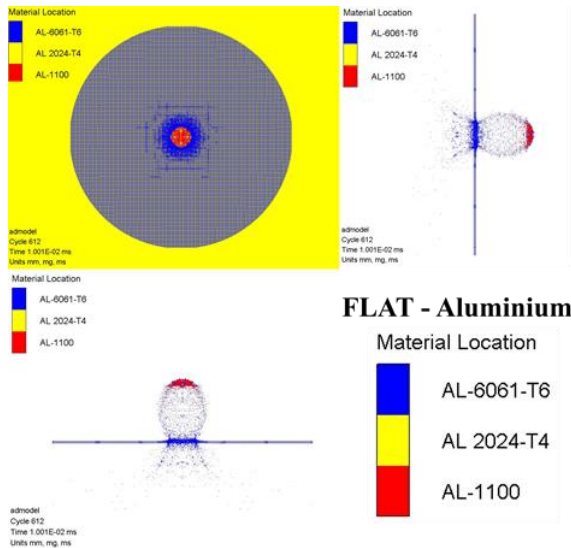 Material Location
AL-6061-T6
AL 2024-T4
AL-1100
admodel
Cycle 612
Time 1.001E-02 ms
Units mm, mg, ms
Material Location
AL-6061-T6
AL 2024-T4
AL-1100
admodel
Cycle 612
Time 1.001E-02 ms
Units mm, mg, ms
Material Location
AL-6061-T6
AL 2024-T4
AL-1100
admodel
Cycle 612
Time 1.001E-02 ms
Units mm, mg, ms
FLAT - Aluminium
Material Location
AL-6061-T6
AL 2024-T4
AL-1100